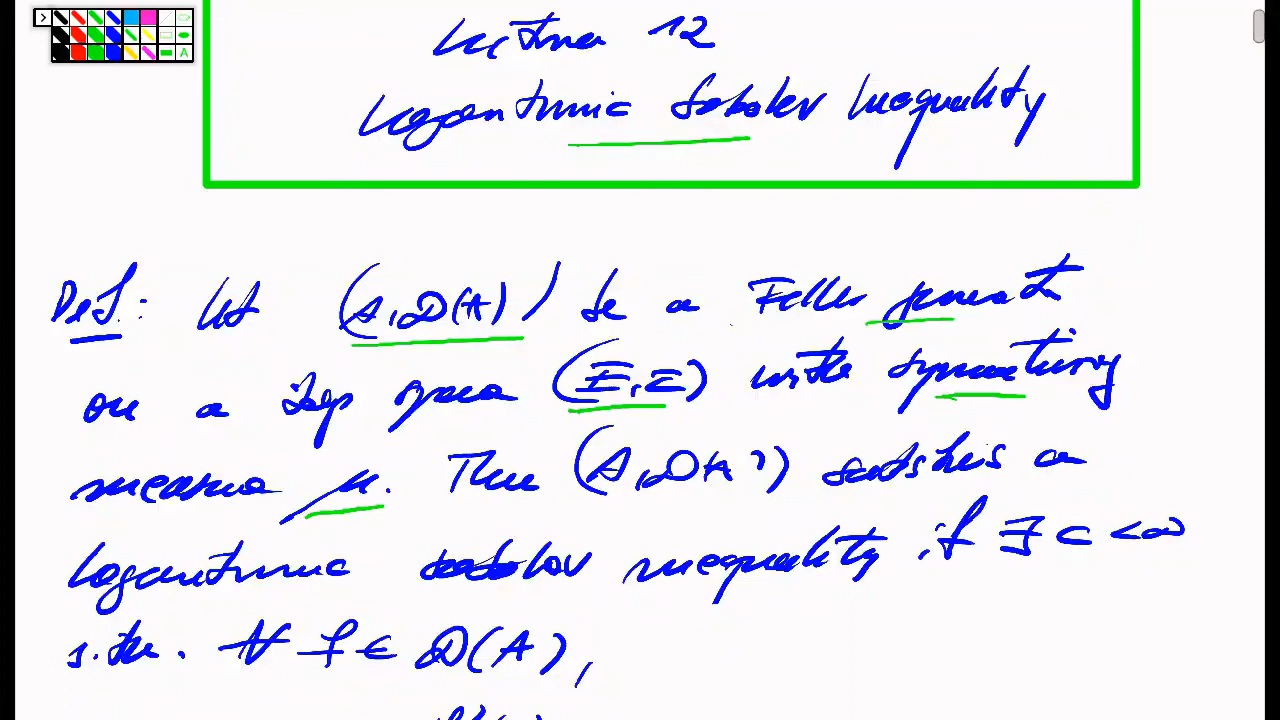 Lecture 12
Logarithmic Sobolev Inequality
Def: Let (A, D(A)) be a Feller generator
on a top space (E, Σ) with symmetrizing
measure μ. Then (A, D(A)) satisfies a
logarithmic Sobolev inequality if ∃ c < ∞
s.th. ∀ f ∈ D(A),